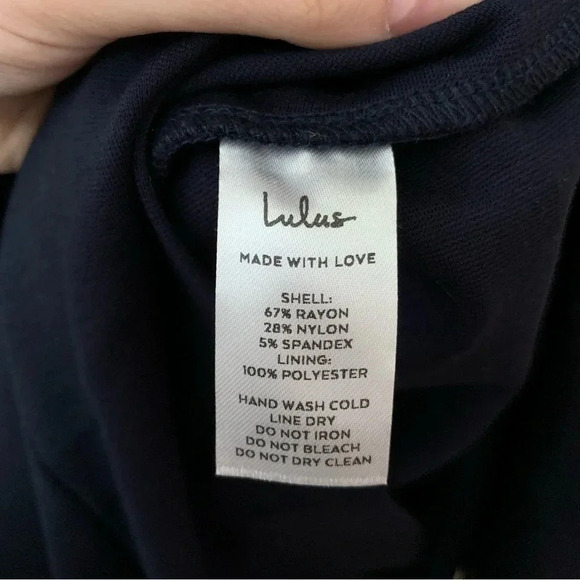 Lulus
MADE WITH LOVE
SHELL:
67% RAYON
28% NYLON
5% SPANDEX
LINING:
100% POLYESTER
HAND WASH COLD
LINE DRY
DO NOT IRON
DO NOT BLEACH
DO NOT DRY CLEAN